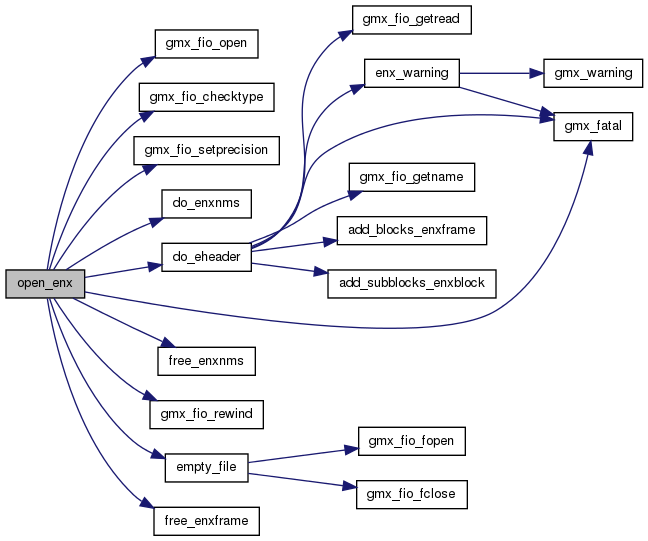 open_enx
gmx_fio_open
gmx_fio_checktype
gmx_fio_setprecision
do_enxnms
do_eheader
free_enxnms
gmx_fio_rewind
empty_file
free_enxframe
gmx_fio_getread
enx_warning
gmx_fio_getname
add_blocks_enxframe
add_subblocks_enxblock
gmx_fio_fopen
gmx_fio_fclose
gmx_warning
gmx_fatal